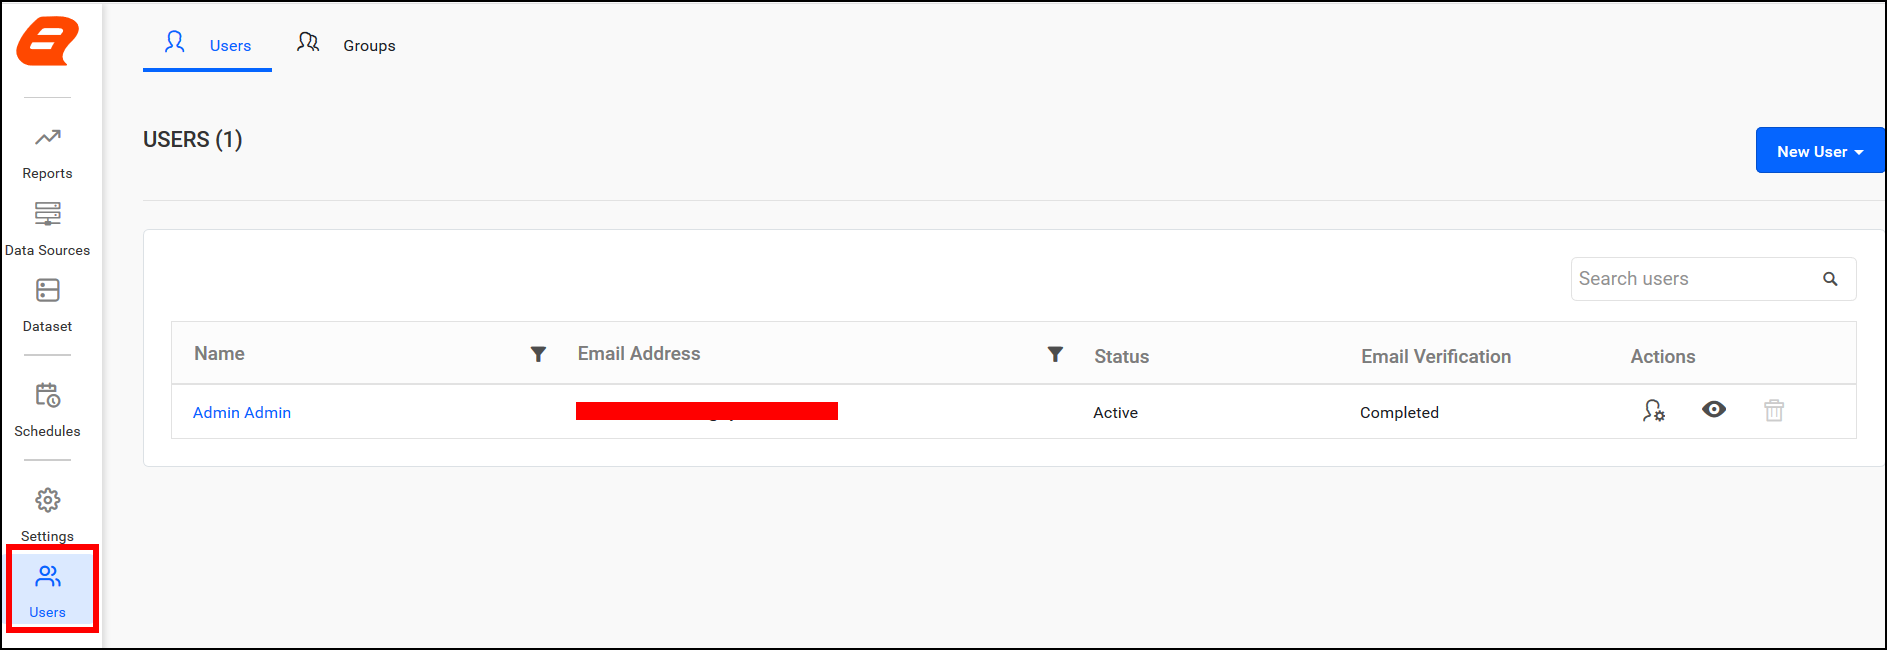 Users
Groups
USERS (1)
New User
Reports
Data Sources
Dataset
Schedules
Settings
Users
Search users
Name
Email Address
Status
Email Verification
Actions
Admin Admin
Active
Completed